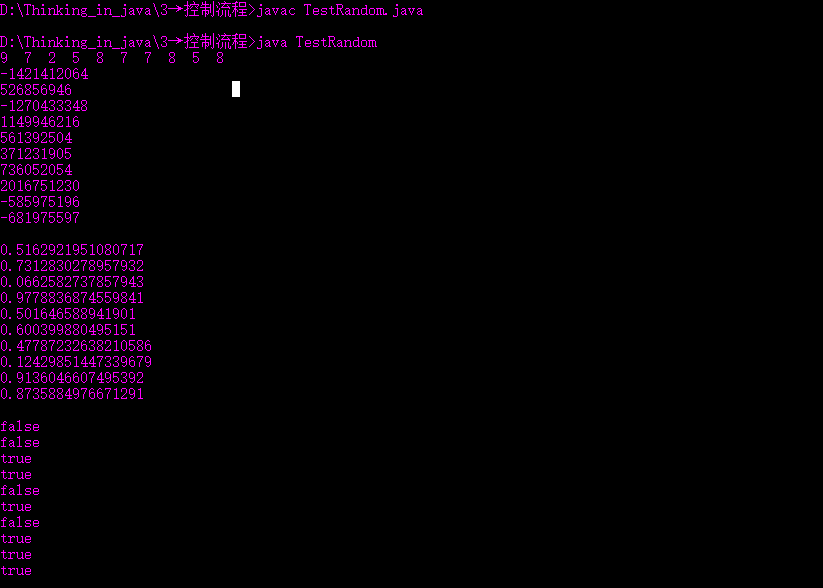 D:\Thinking_in_java\3→控制流程>javac TestRandom.java
D:\Thinking_in_java\3→控制流程>java TestRandom
9 7 2 5 8 7 7 8 5 8
-1421412064
526856946
-1270433348
1149946216
561392504
371231905
736052054
2016751230
-585975196
-681975597
0.5162921951080717
0.7312830278957932
0.0662582737857943
0.9778836874559841
0.501646588941901
0.600399880495151
0.47787232638210586
0.12429851447339679
0.9136046607495392
0.8735884976671291
false
false
true
true
false
true
false
true
true
true